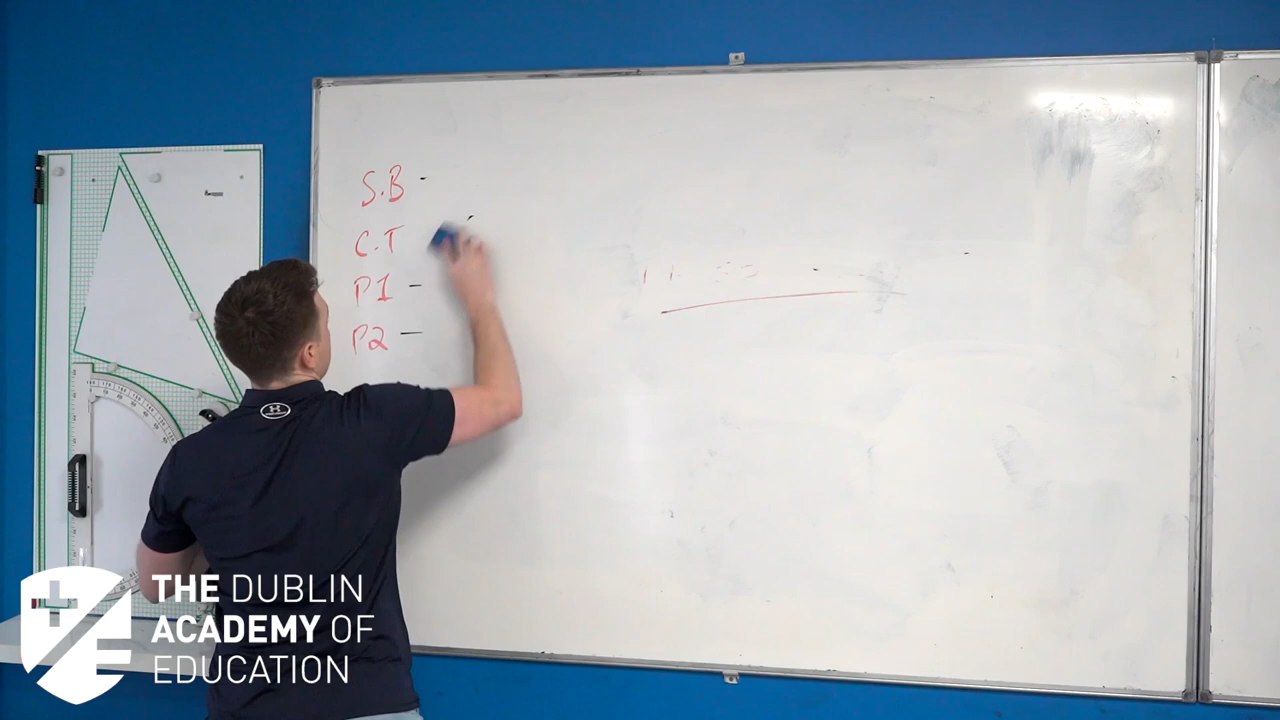 S.B -
C.T
P1 -
P2 -
THE DUBLIN
ACADEMY OF
EDUCATION